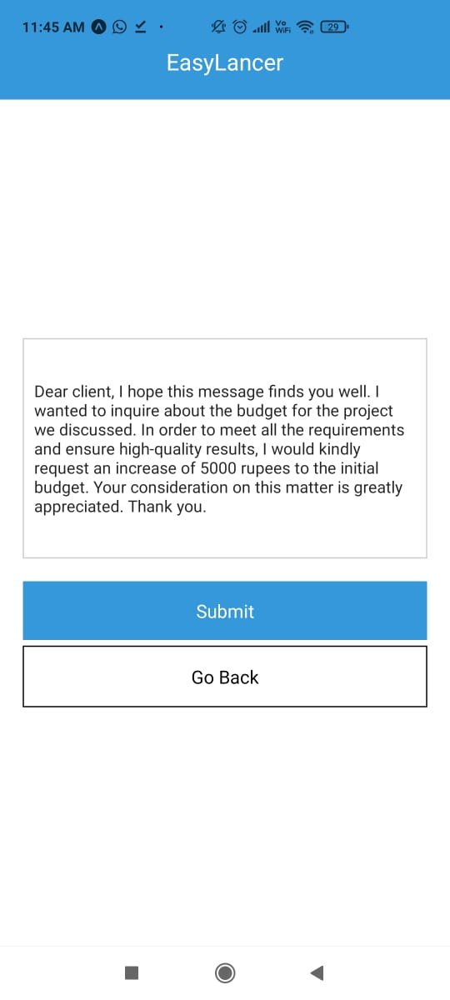 11:45 AM
Vo
WiFi
29
EasyLancer
Dear client, I hope this message finds you well. I
wanted to inquire about the budget for the project
we discussed. In order to meet all the requirements
and ensure high-quality results, I would kindly
request an increase of 5000 rupees to the initial
budget. Your consideration on this matter is greatly
appreciated. Thank you.
Submit
Go Back